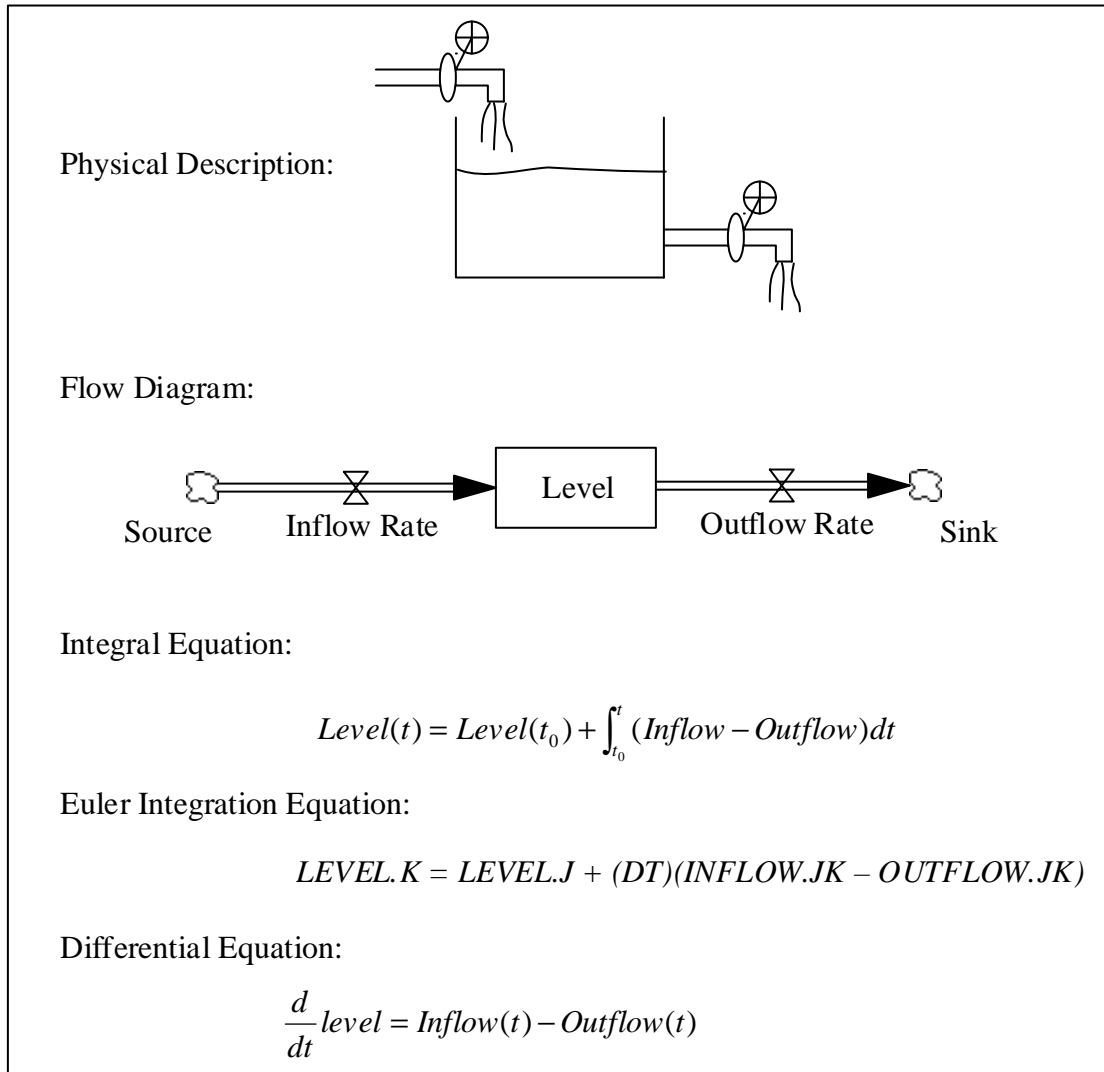 Physical Description:
Flow Diagram:
Level
Source
Inflow Rate
Outflow Rate
Sink
Integral Equation:
Level(t) = Level(t₀) + ∫ₜ₀ᵗ (Inflow − Outflow)dt
Euler Integration Equation:
LEVEL.K = LEVEL.J + (DT)(INFLOW.JK – OUTFLOW.JK)
Differential Equation:
d/dt level = Inflow(t) − Outflow(t)